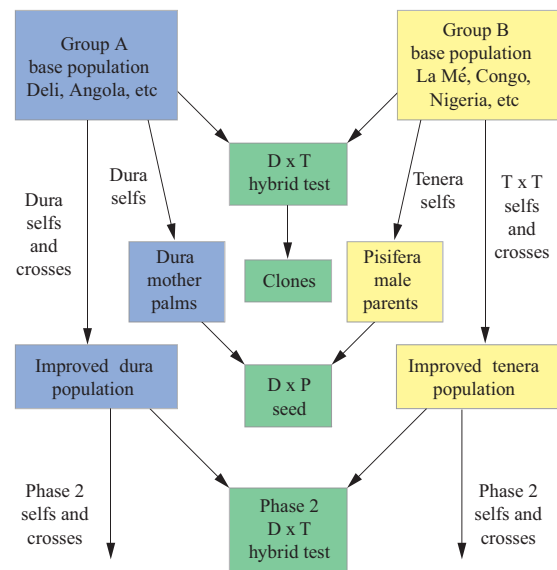 Group A
base population
Deli, Angola, etc
Group B
base population
La Mé, Congo,
Nigeria, etc
D x T
hybrid test
Dura
selfs
and
crosses
Dura
selfs
Tenera
selfs
T x T
selfs
and
crosses
Dura
mother
palms
Clones
Pisifera
male
parents
Improved dura
population
D x P
seed
Improved tenera
population
Phase 2
selfs and
crosses
Phase 2
D x T
hybrid test
Phase 2
selfs and
crosses